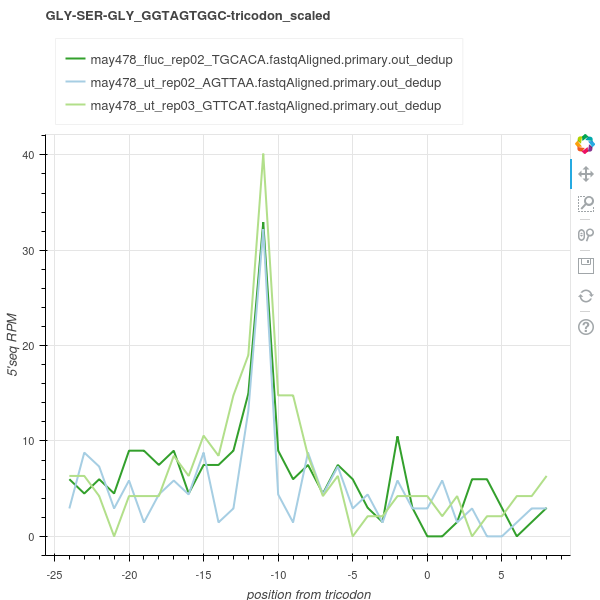 GLY-SER-GLY_GGTAGTGGC-tricodon_scaled
may478_fluc_rep02_TGCACA.fastqAligned.primary.out_dedup
may478_ut_rep02_AGTTAA.fastqAligned.primary.out_dedup
may478_ut_rep03_GTTCAT.fastqAligned.primary.out_dedup
40
30
20
10
0
5'seq RPM
-25 -20 -15 -10 -5 0 5
position from tricodon